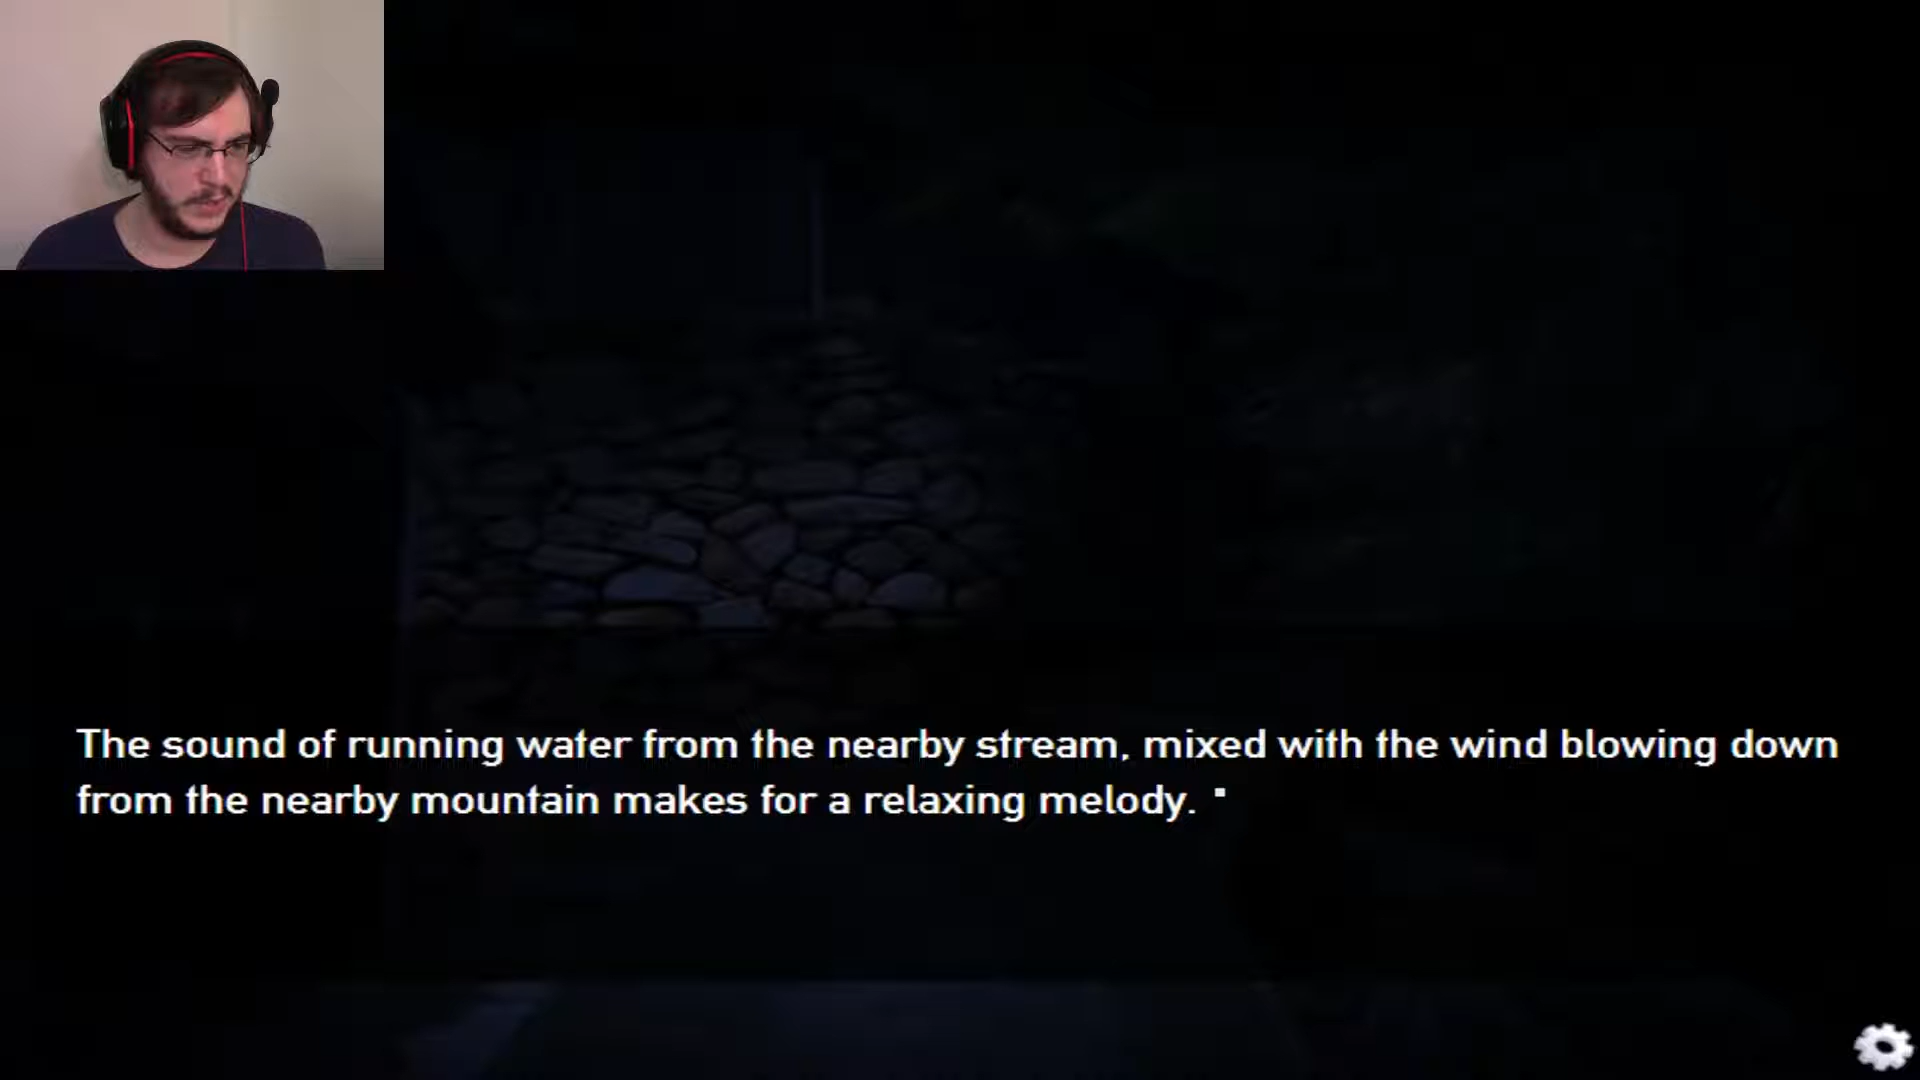 The sound of running water from the nearby stream, mixed with the wind blowing down
from the nearby mountain makes for a relaxing melody.